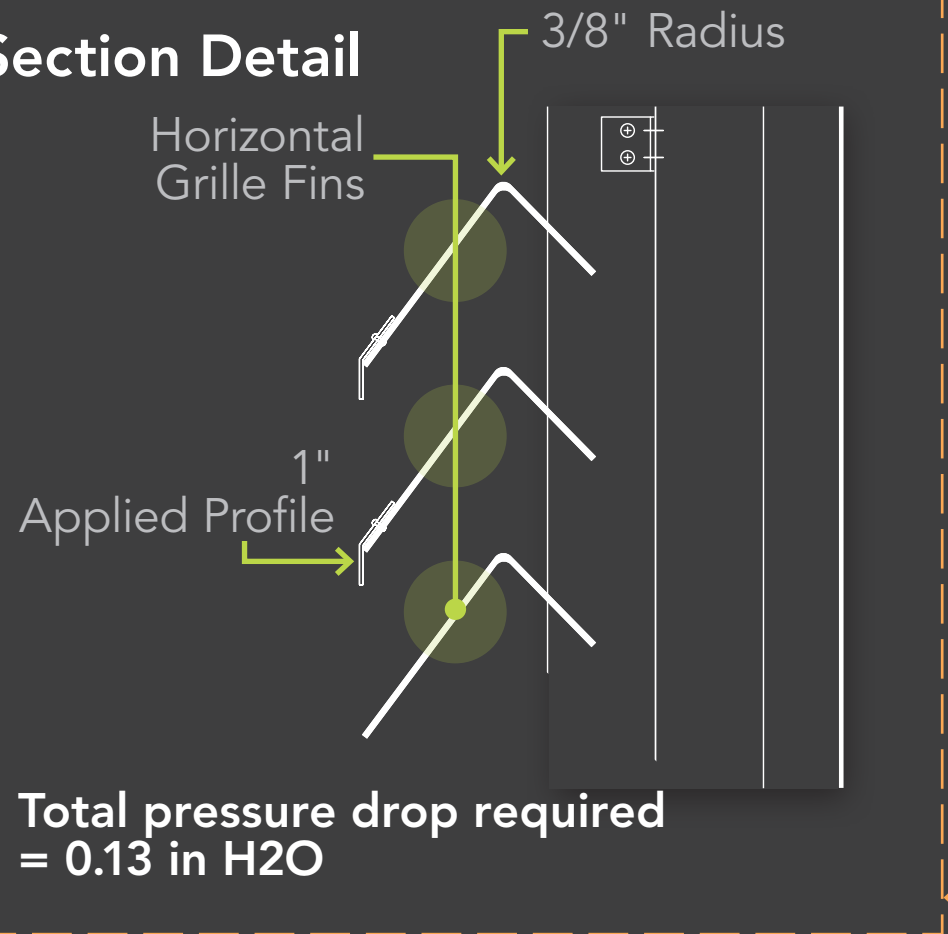 Section Detail
3/8" Radius
Horizontal
Grille Fins
1"
Applied Profile
Total pressure drop required
= 0.13 in H2O